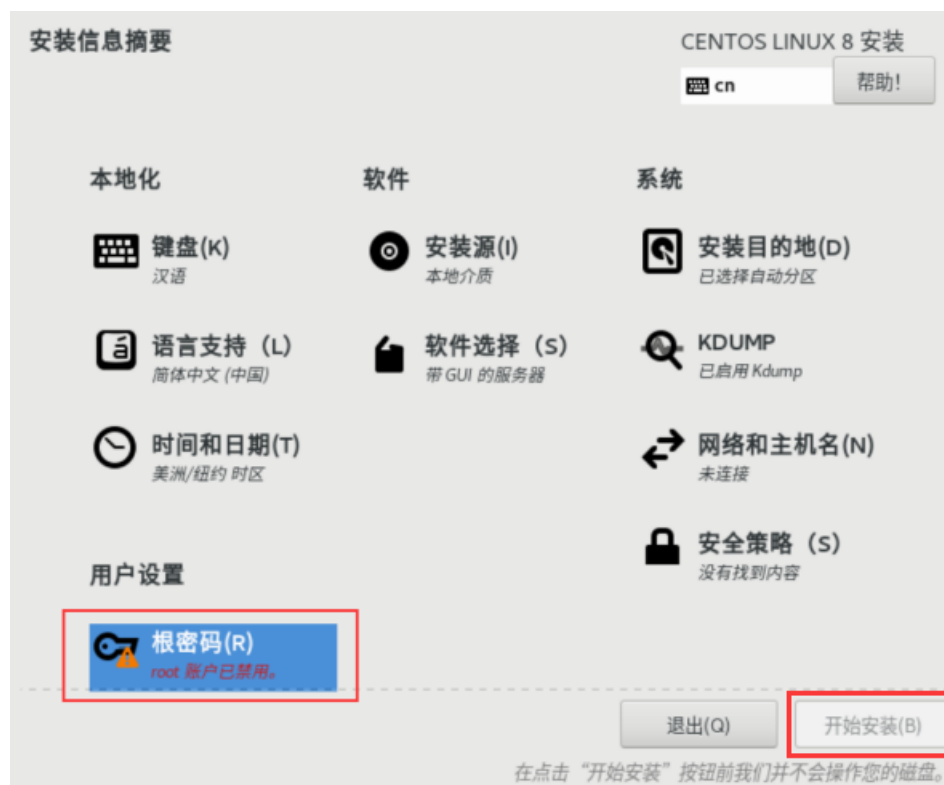 安装信息摘要
CENTOS LINUX 8 安装
cn
帮助！
本地化
软件
系统
键盘(K)
汉语
安装源(I)
本地介质
安装目的地(D)
已选择自动分区
语言支持（L）
简体中文 (中国)
软件选择（S）
带 GUI 的服务器
KDUMP
已启用 Kdump
时间和日期(T)
美洲/纽约 时区
网络和主机名(N)
未连接
安全策略（S）
没有找到内容
用户设置
根密码(R)
root 账户已禁用。
退出(Q)
开始安装(B)
在点击“开始安装”按钮前我们并不会操作您的磁盘。